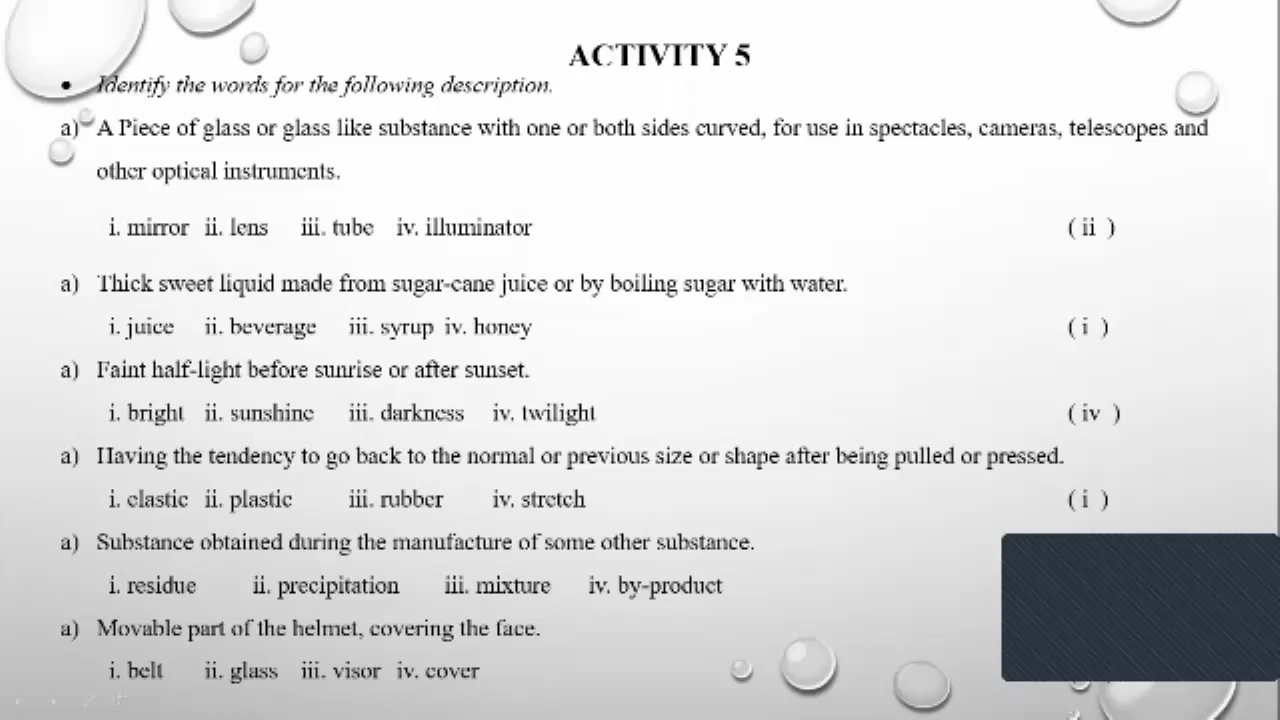 ACTIVITY 5
• Identify the words for the following description.
a) A Piece of glass or glass like substance with one or both sides curved, for use in spectacles, cameras, telescopes and
other optical instruments.
i. mirror ii. lens iii. tube iv. illuminator ( ii )
a) Thick sweet liquid made from sugar-cane juice or by boiling sugar with water.
i. juice ii. beverage iii. syrup iv. honey ( i )
a) Faint half-light before sunrise or after sunset.
i. bright ii. sunshine iii. darkness iv. twilight ( iv )
a) Having the tendency to go back to the normal or previous size or shape after being pulled or pressed.
i. elastic ii. plastic iii. rubber iv. stretch ( i )
a) Substance obtained during the manufacture of some other substance.
i. residue ii. precipitation iii. mixture iv. by-product
a) Movable part of the helmet, covering the face.
i. belt ii. glass iii. visor iv. cover